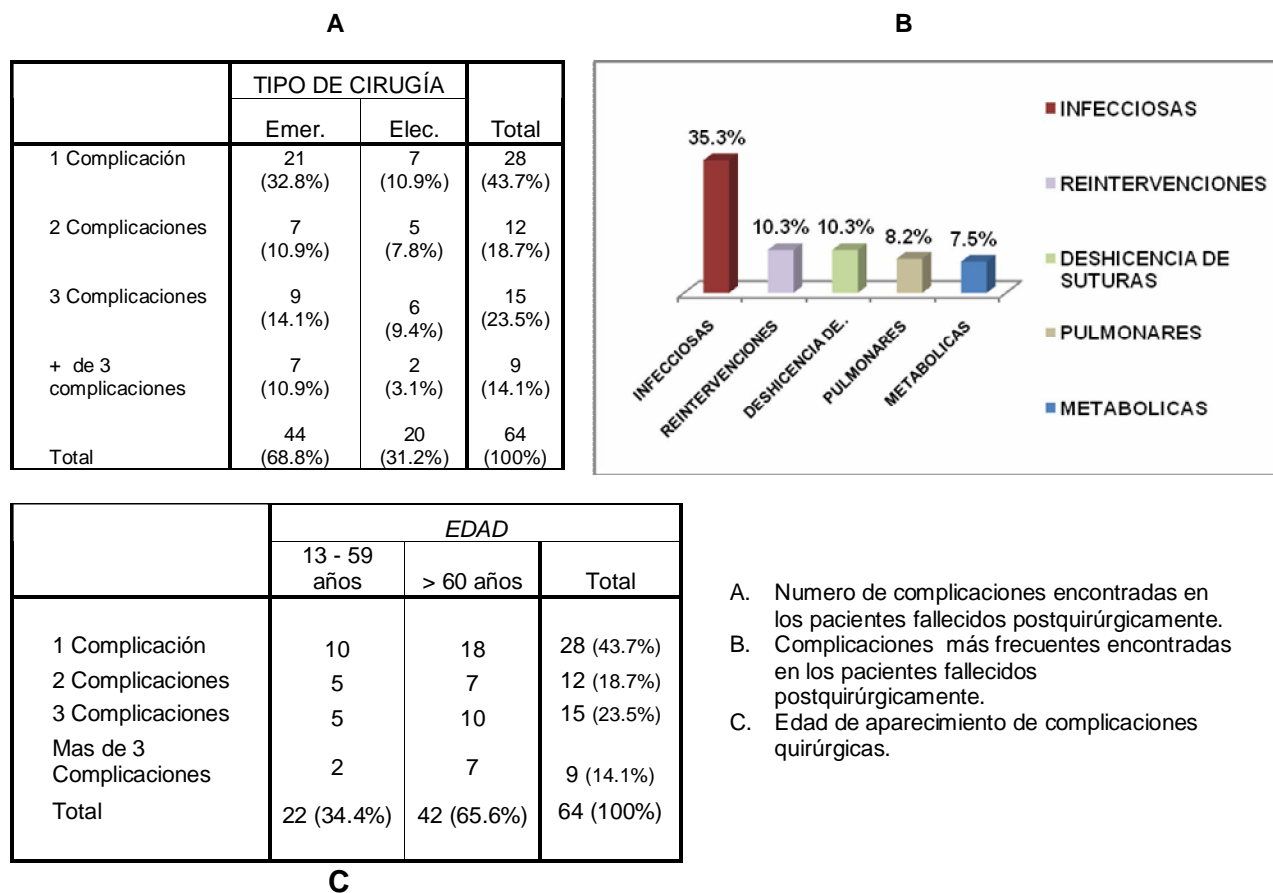 A
TIPO DE CIRUGÍA
Emer. Elec. Total
1 Complicación 21 7 28
(32.8%) (10.9%) (43.7%)
2 Complicaciones 7 5 12
(10.9%) (7.8%) (18.7%)
3 Complicaciones 9 6 15
(14.1%) (9.4%) (23.5%)
+ de 3 7 2 9
complicaciones (10.9%) (3.1%) (14.1%)
44 20 64
Total (68.8%) (31.2%) (100%)
B
35.3%
10.3% 10.3% 8.2% 7.5%
INFECCIOSAS
REINTERVENCIONES
DESHICENCIA DE.
PULMONARES
METABOLICAS
INFECCIOSAS
REINTERVENCIONES
DESHICENCIA DE
SUTURAS
PULMONARES
METABOLICAS
EDAD
13 - 59
años > 60 años Total
1 Complicación 10 18 28 (43.7%)
2 Complicaciones 5 7 12 (18.7%)
3 Complicaciones 5 10 15 (23.5%)
Mas de 3
Complicaciones 2 7 9 (14.1%)
Total 22 (34.4%) 42 (65.6%) 64 (100%)
C
A. Numero de complicaciones encontradas en
los pacientes fallecidos postquirúrgicamente.
B. Complicaciones más frecuentes encontradas
en los pacientes fallecidos
postquirúrgicamente.
C. Edad de aparecimiento de complicaciones
quirúrgicas.